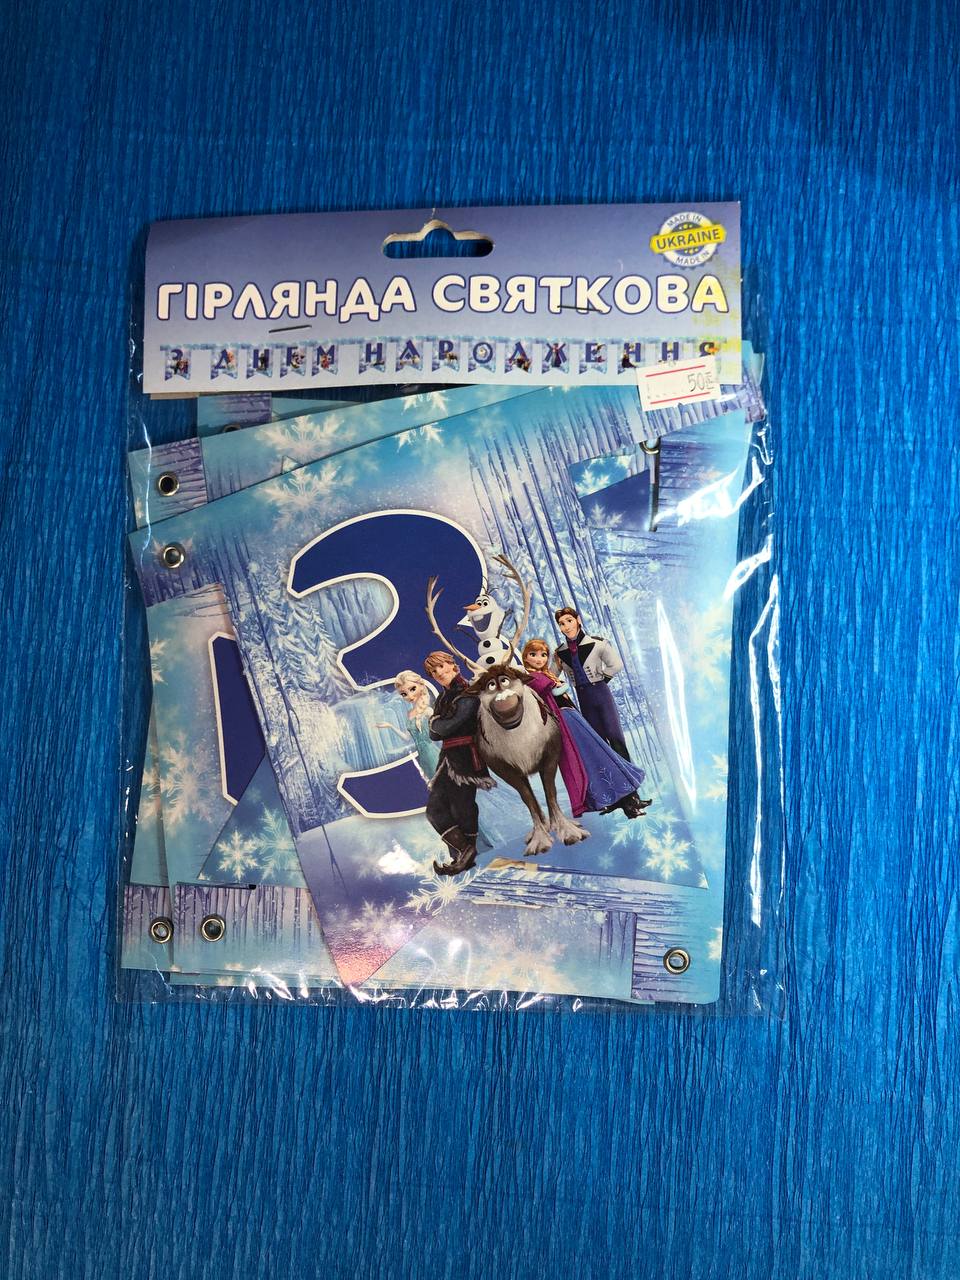 MADE IN
UKRAINE
MADE IN
ГІРЛЯНДА СВЯТКОВА
З ДНЕМ НАРОДЖЕННЯ
50
З